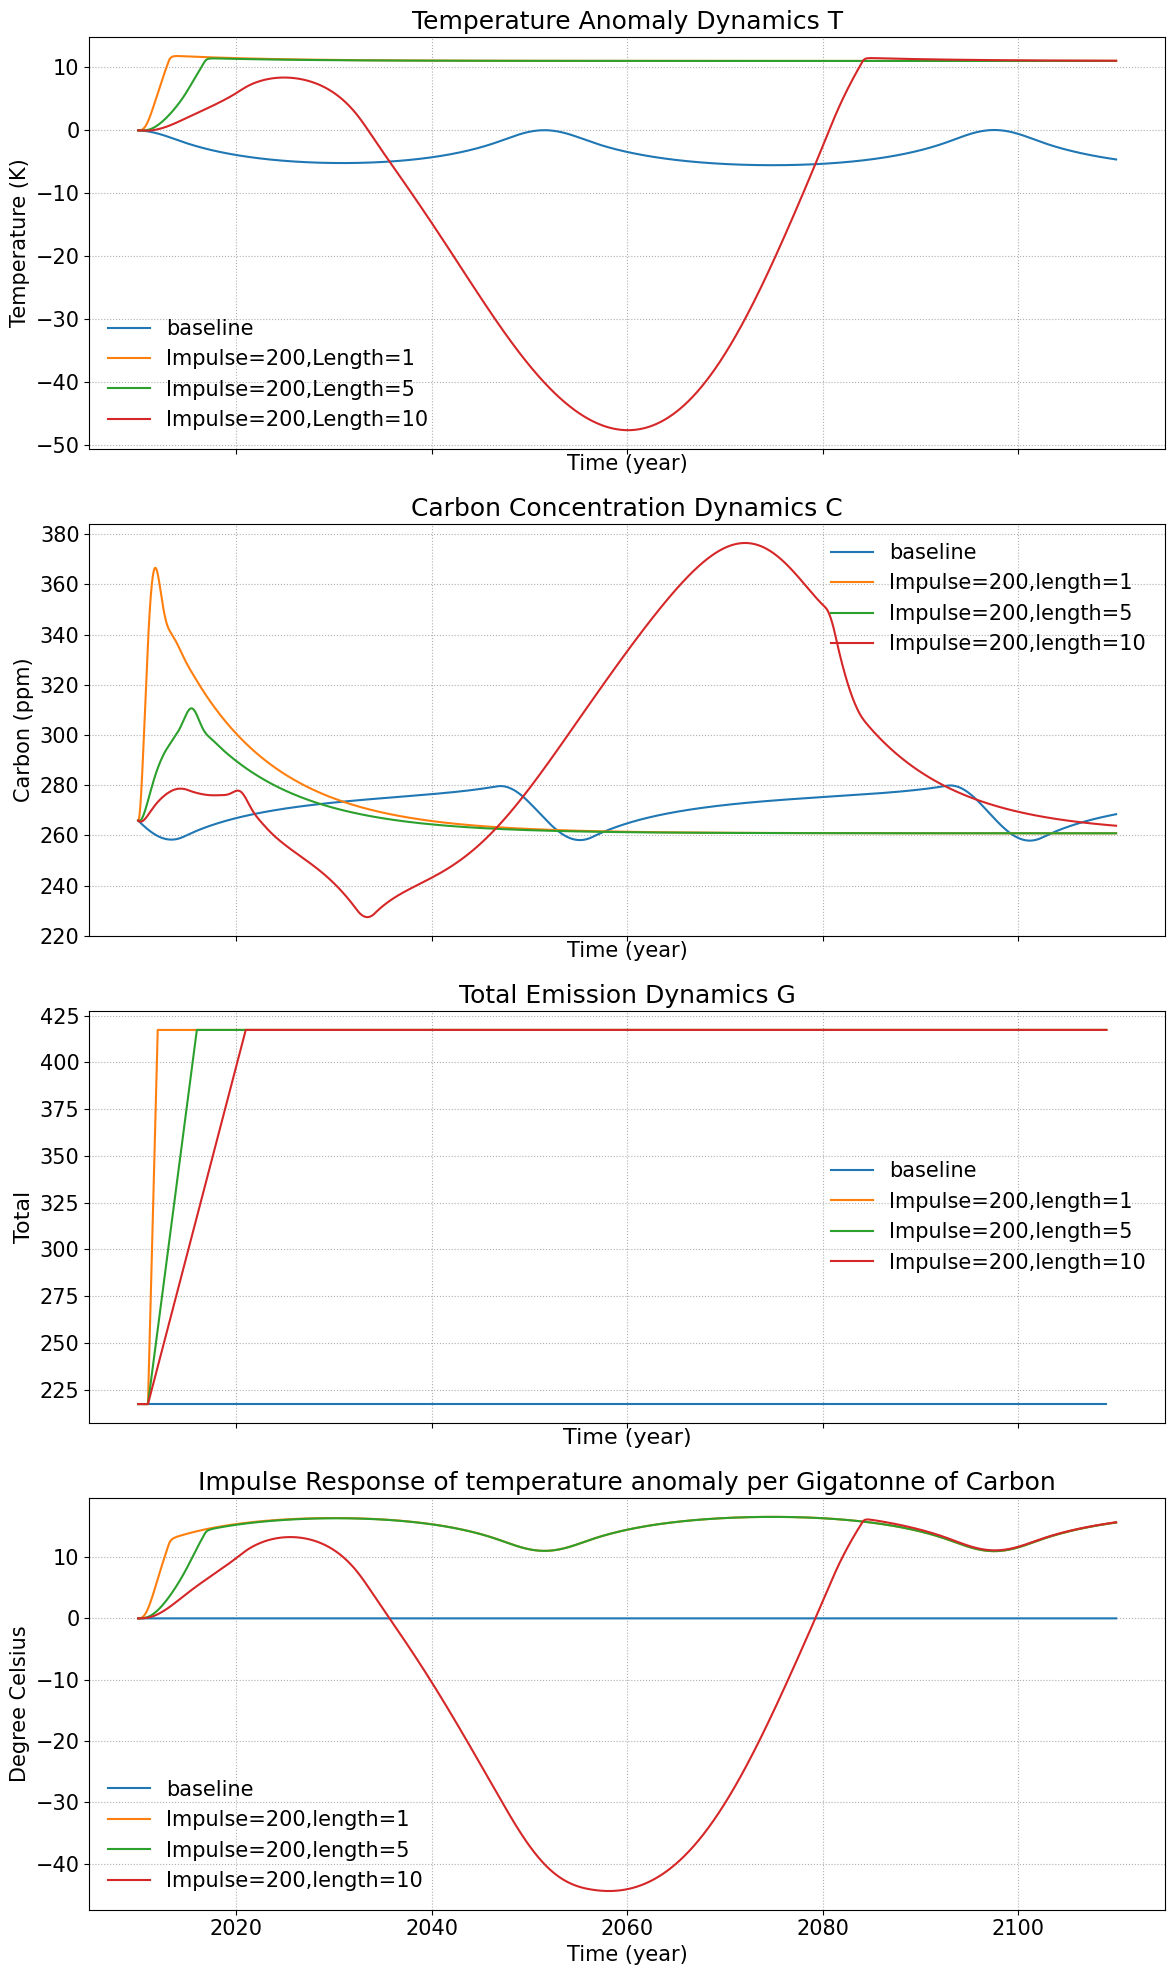 Temperature Anomaly Dynamics T
10
0
−10
−20
−30
−40
−50
Temperature (K)
baseline
Impulse=200,Length=1
Impulse=200,Length=5
Impulse=200,Length=10
Time (year)
Carbon Concentration Dynamics C
380
360
340
320
300
280
260
240
220
Carbon (ppm)
baseline
Impulse=200,length=1
Impulse=200,length=5
Impulse=200,length=10
Time (year)
Total Emission Dynamics G
425
400
375
350
325
300
275
250
225
Total
baseline
Impulse=200,length=1
Impulse=200,length=5
Impulse=200,length=10
Time (year)
Impulse Response of temperature anomaly per Gigatonne of Carbon
10
0
−10
−20
−30
−40
Degree Celsius
baseline
Impulse=200,length=1
Impulse=200,length=5
Impulse=200,length=10
2020 2040 2060 2080 2100
Time (year)